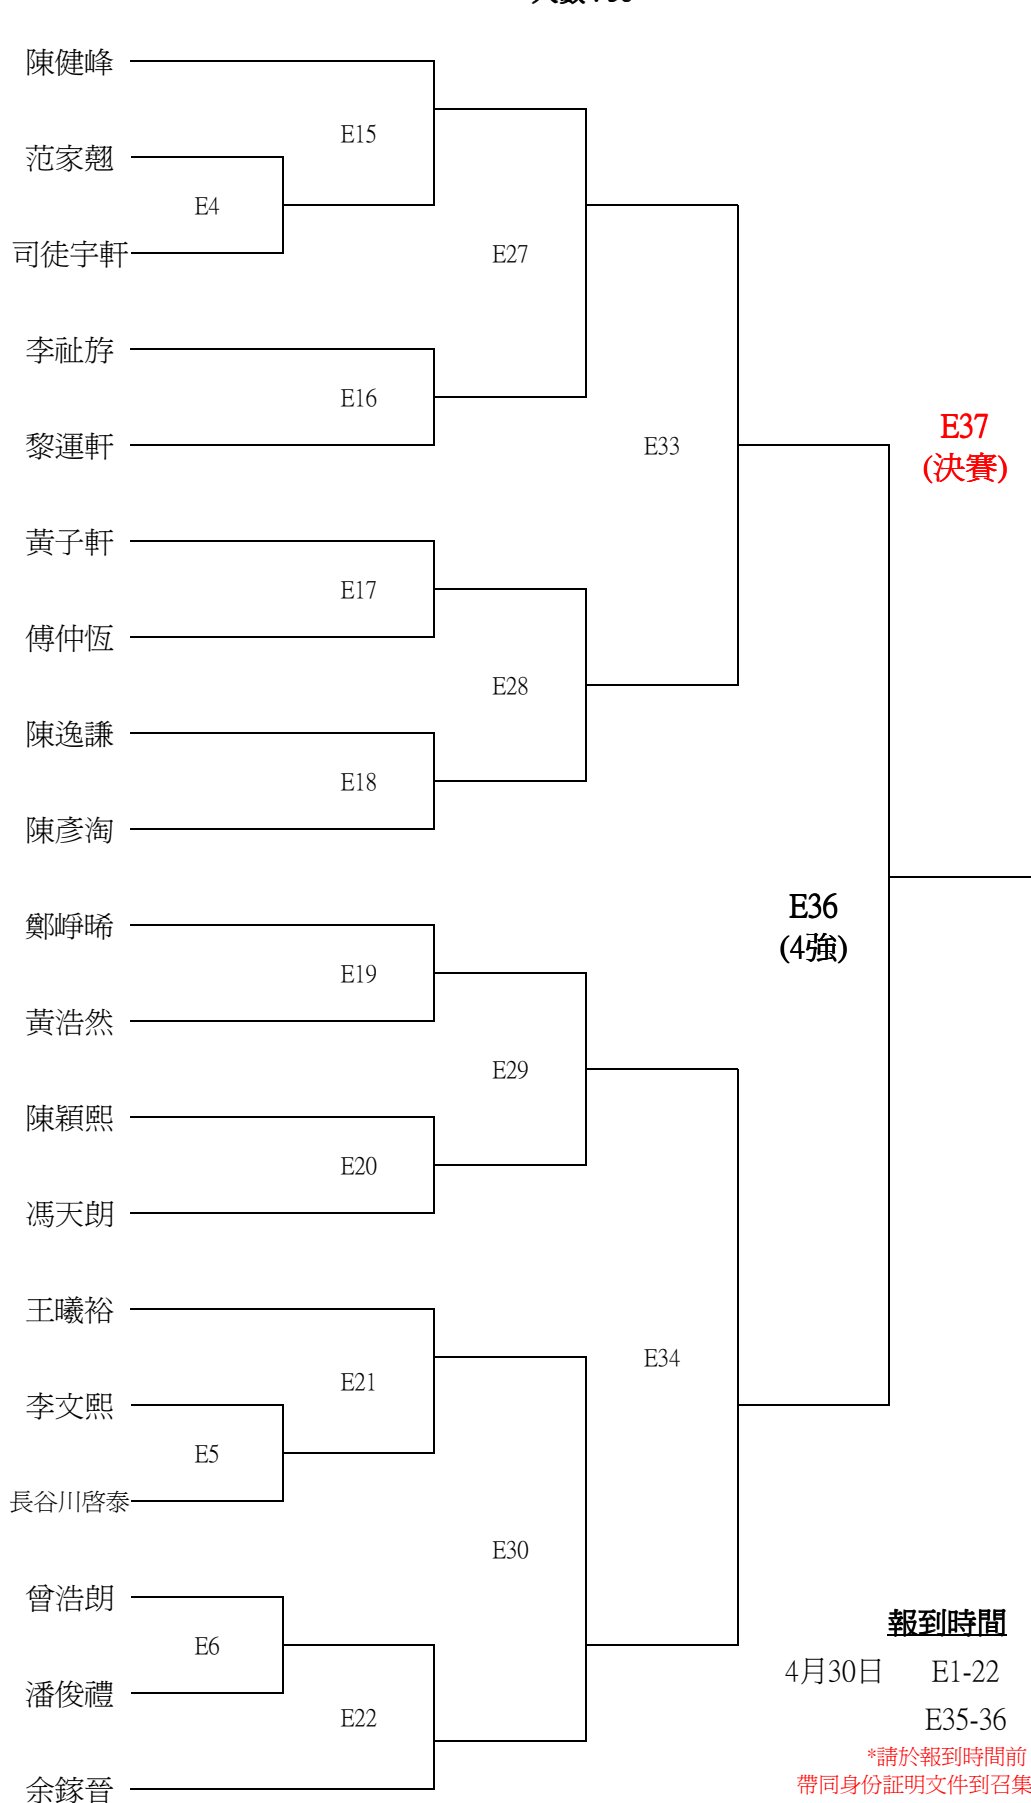 陳健峰
E15
范家翹
E4
司徒宇軒
E27
李祉斿
E16
黎運軒
E33
E37
(決賽)
黃子軒
E17
傅仲恆
E28
陳逸謙
E18
陳彥淘
E36
(4強)
鄭崢晞
E19
黃浩然
E29
陳穎熙
E20
馮天朗
王曦裕
E34
E21
李文熙
E5
長谷川啓泰
E30
曾浩朗
E6
潘俊禮
E22
余鎵晉
報到時間
4月30日 E1-22
E35-36
*請於報到時間前
帶同身份証明文件到召集